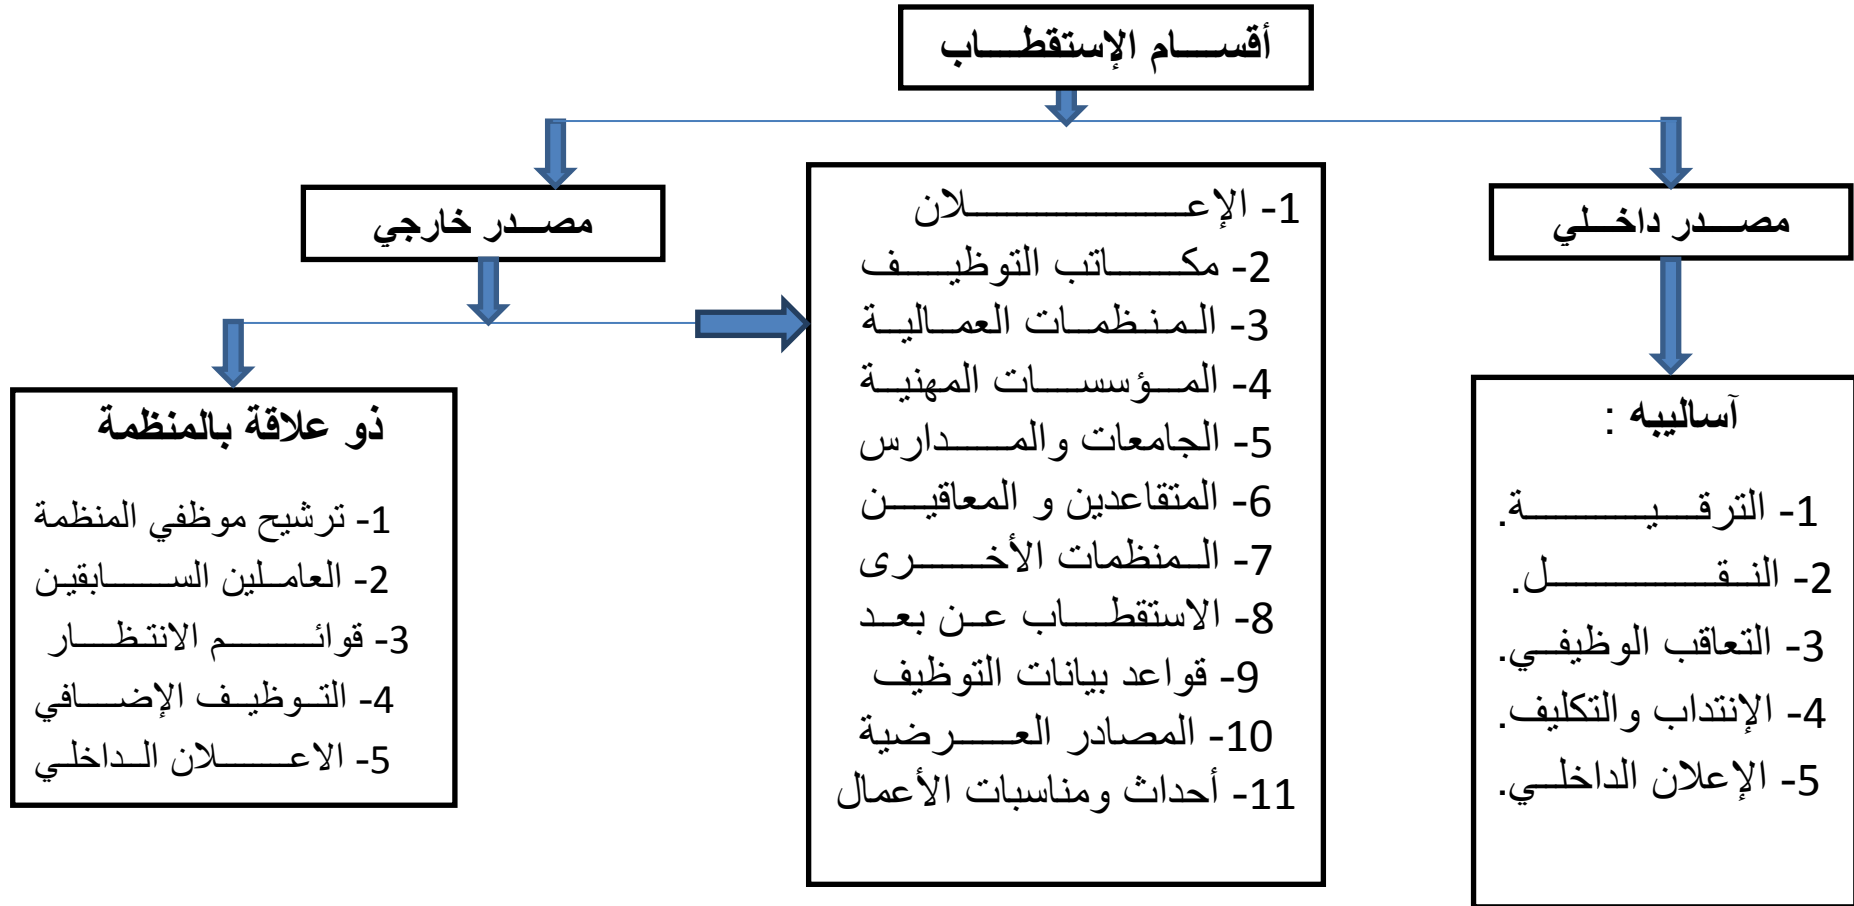 أقسام الإستقطاب
مصدر داخلي
آساليبه :
1- الترقية.
2- النقل.
3- التعاقب الوظيفي.
4- الإنتداب والتكليف.
5- الإعلان الداخلي.
مصدر خارجي
1- الإعلان
2- مكاتب التوظيف
3- المنظمات العمالية
4- المؤسسات المهنية
5- الجامعات والمدارس
6- المتقاعدين و المعاقين
7- المنظمات الأخرى
8- الاستقطاب عن بعد
9- قواعد بيانات التوظيف
10- المصادر العرضية
11- أحداث ومناسبات الأعمال
ذو علاقة بالمنظمة
1- ترشيح موظفي المنظمة
2- العاملين السابقين
3- قوائم الانتظار
4- التوظيف الإضافي
5- الاعلان الداخلي